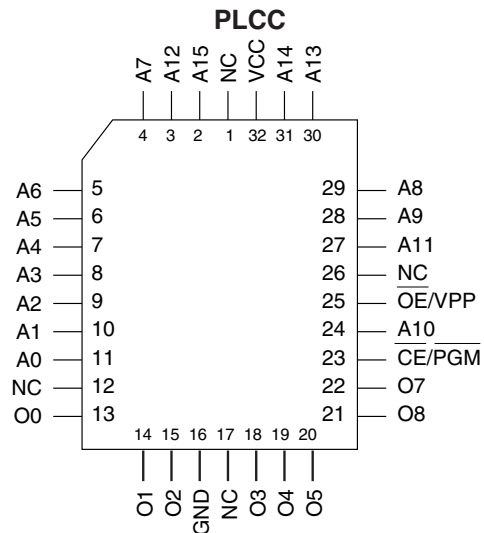 PLCC
A7 A12 A15 NC VCC A14 A13
4 3 2 1 32 31 30
A6 5 29 A8
A5 6 28 A9
A4 7 27 A11
A3 8 26 NC
A2 9 25 OE/VPP
A1 10 24 A10
A0 11 23 CE/PGM
NC 12 22 O7
O0 13 21 O8
14 15 16 17 18 19 20
O1 O2 GND NC O3 O4 O5